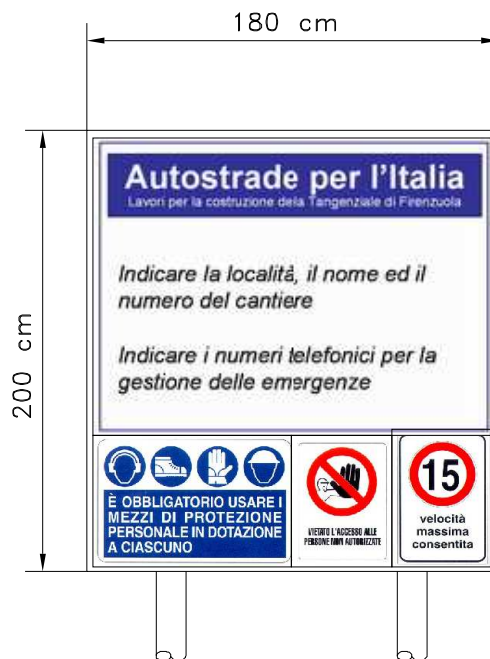 180 cm
200 cm
Autostrade per l'Italia
Lavori per la costruzione dela Tangenziale di Firenzuola
Indicare la località, il nome ed il
numero del cantiere
Indicare i numeri telefonici per la
gestione delle emergenze
È OBBLIGATORIO USARE I
MEZZI DI PROTEZIONE
PERSONALE IN DOTAZIONE
A CIASCUNO
VIETATO L'ACCESSO ALLE
PERSONE NON AUTORIZZATE
15
velocità
massima
consentita